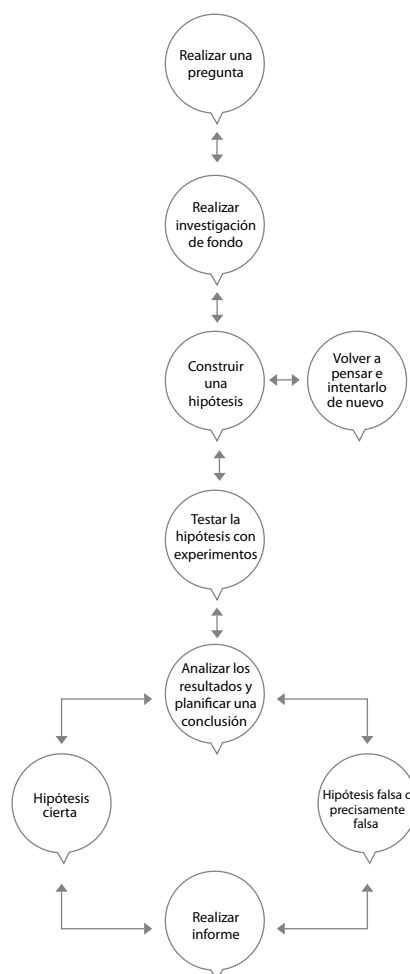 Realizar una
pregunta
Realizar
investigación
de fondo
Construir
una
hipótesis
Volver a
pensar e
intentarlo
de nuevo
Testar la
hipótesis con
experimentos
Analizar los
resultados y
planificar una
conclusión
Hipótesis
cierta
Hipótesis falsa o
precisamente
falsa
Realizar
informe